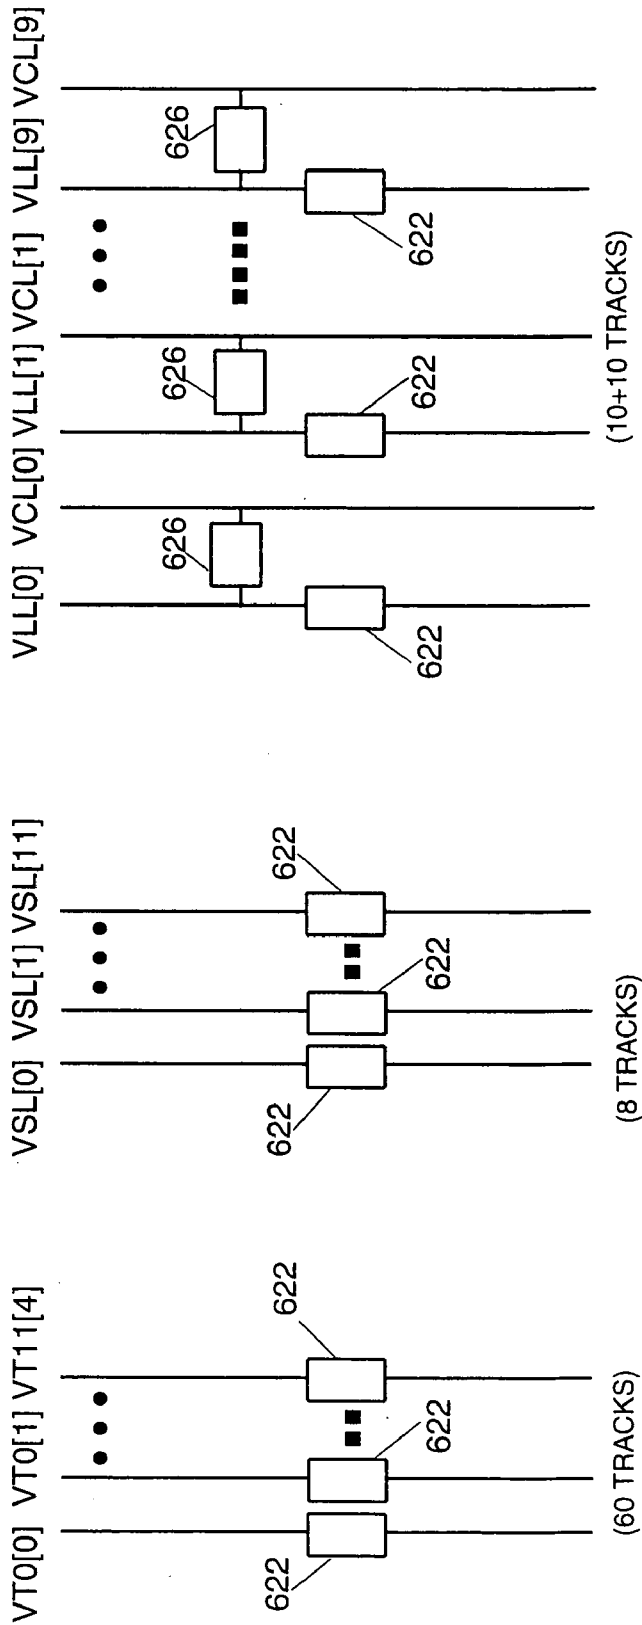 VT0[0] VT0[1] VT11[4]
622
622
622
(60 TRACKS)
VSL[0] VSL[1] VSL[11]
622
622
622
(8 TRACKS)
VLL[0] VCL[0] VLL[1] VCL[1] VLL[9] VCL[9]
626
626
626
622
622
622
(10+10 TRACKS)